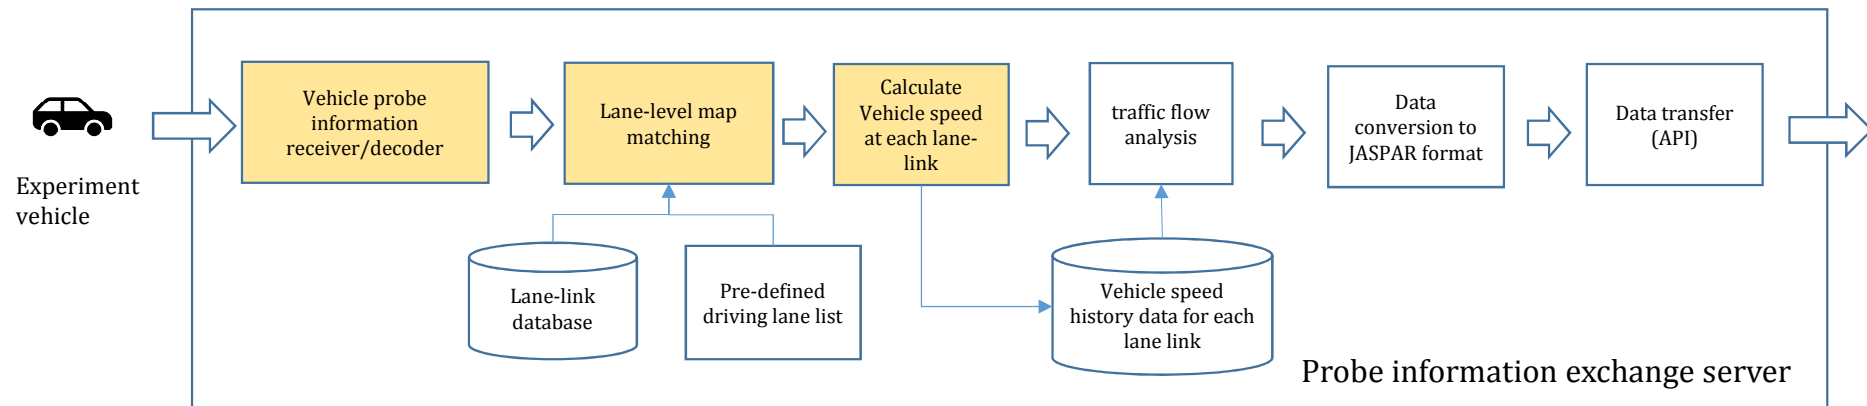 Experiment
vehicle
Vehicle probe
information
receiver/decoder
Lane-level map
matching
Calculate
Vehicle speed
at each lane-
link
traffic flow
analysis
Data
conversion to
JASPAR format
Data transfer
(API)
Lane-link
database
Pre-defined
driving lane list
Vehicle speed
history data for each
lane link
Probe information exchange server